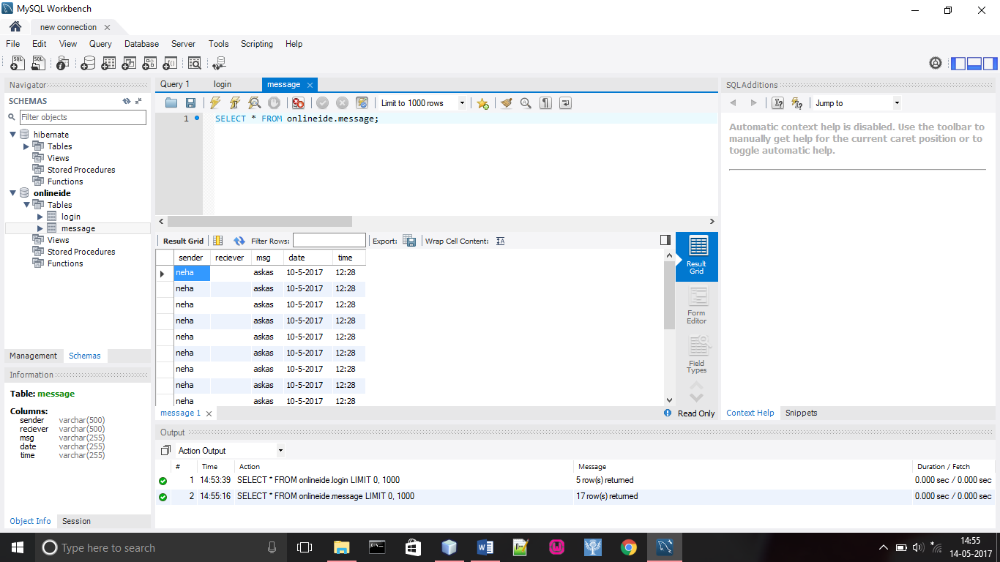 MySQL Workbench
new connection
File Edit View Query Database Server Tools Scripting Help
Navigator
SCHEMAS
Filter objects
hibernate
Tables
Views
Stored Procedures
Functions
onlineide
Tables
login
message
Views
Stored Procedures
Functions
Management Schemas
Information
Table: message
Columns:
sender varchar(500)
reciever varchar(500)
msg varchar(255)
date varchar(255)
time varchar(255)
Object Info Session
Query 1 login message
Limit to 1000 rows
1 SELECT * FROM onlineide.message;
Result Grid Filter Rows: Export: Wrap Cell Content:
sender reciever msg date time
neha askas 10-5-2017 12:28
neha askas 10-5-2017 12:28
neha askas 10-5-2017 12:28
neha askas 10-5-2017 12:28
neha askas 10-5-2017 12:28
neha askas 10-5-2017 12:28
neha askas 10-5-2017 12:28
neha askas 10-5-2017 12:28
neha askas 10-5-2017 12:28
Result
Grid
Form
Editor
Field
Types
message 1 Read Only
SQLAdditions
Jump to
Automatic context help is disabled. Use the toolbar to
manually get help for the current caret position or to
toggle automatic help.
Context Help Snippets
Output
Action Output
# Time Action Message Duration / Fetch
1 14:53:39 SELECT * FROM onlineide.login LIMIT 0, 1000 5 row(s) returned 0.000 sec / 0.000 sec
2 14:55:16 SELECT * FROM onlineide.message LIMIT 0, 1000 17 row(s) returned 0.000 sec / 0.000 sec
Type here to search
14:55
14-05-2017